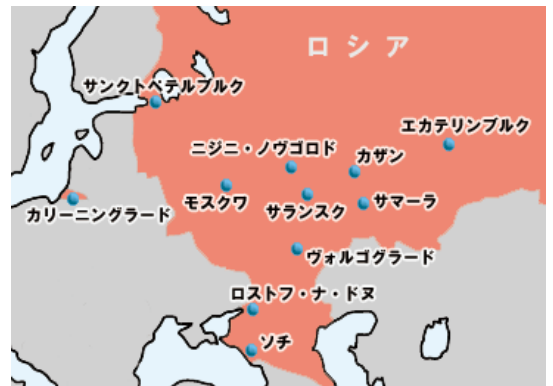 ロシア
サンクトペテルブルク
エカテリンブルク
ニジニ・ノヴゴロド
カザン
モスクワ
サランスク
サマーラ
カリーニングラード
ヴォルゴグラード
ロストフ・ナ・ドヌ
ソチ